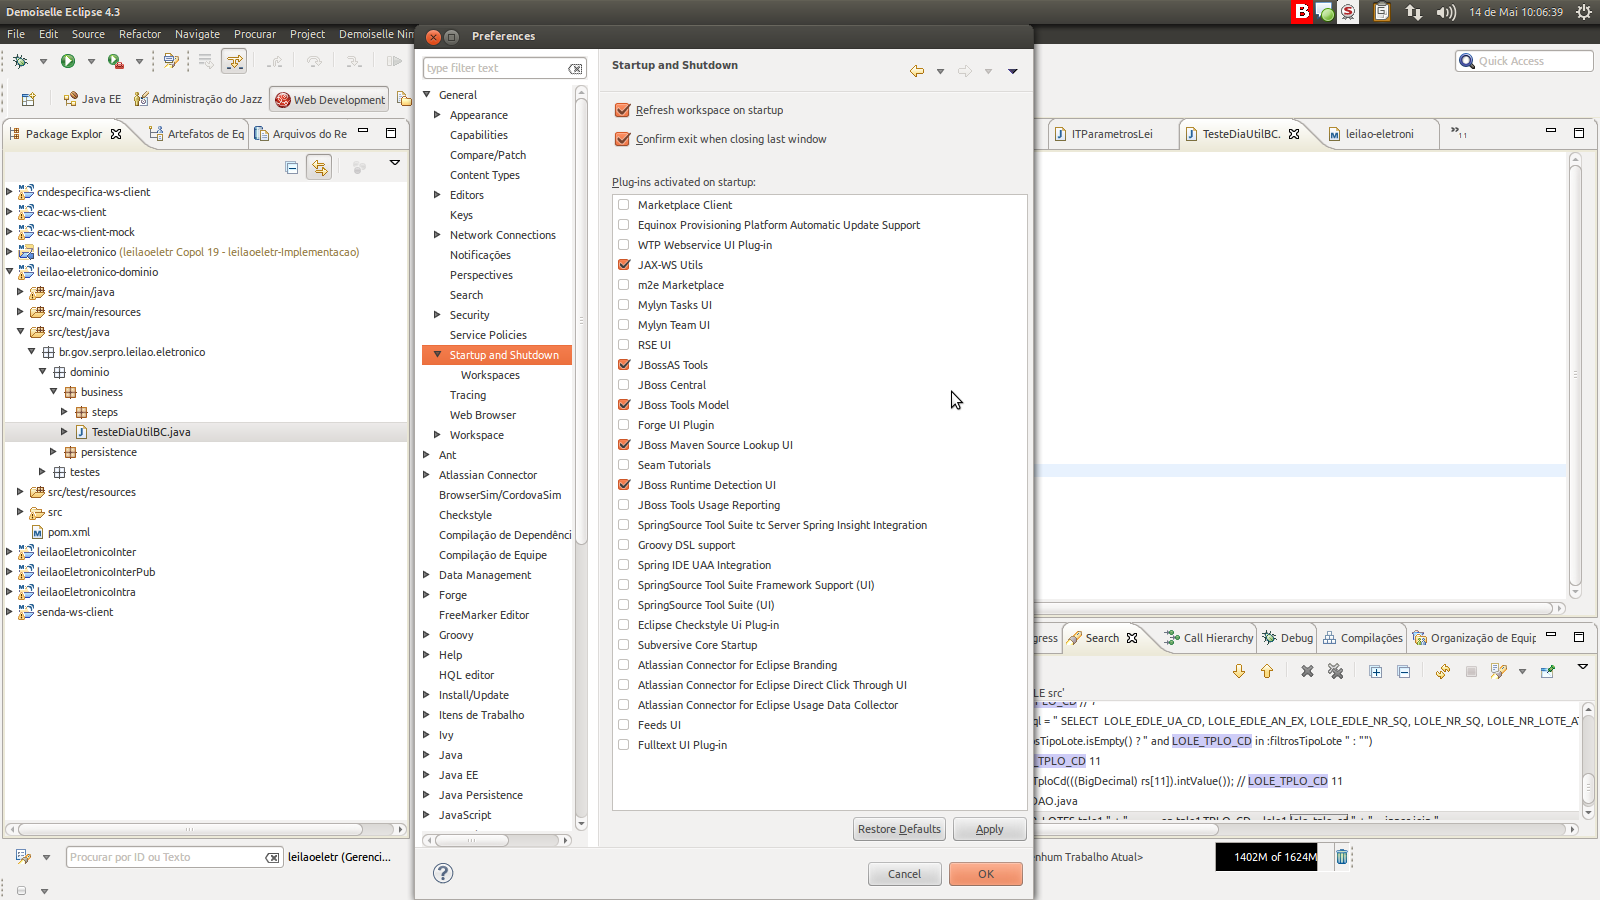 Demoiselle Eclipse 4.3
14 de Mai 10:06:39
File Edit Source Refactor Navigate Procurar Project Demoiselle Nim
Preferences
Quick Access
Java EE
Administração do Jazz
Web Development
Package Explor
Artefatos de Eq
Arquivos do Re
cndespecifica-ws-client
ecac-ws-client
ecac-ws-client-mock
leilao-eletronico (leilaoeletr Copol 19 - leilaoeletr-Implementacao)
leilao-eletronico-dominio
src/main/java
src/main/resources
src/test/java
br.gov.serpro.leilao.eletronico
dominio
business
steps
TesteDiaUtilBC.java
persistence
testes
src/test/resources
src
pom.xml
leilaoEletronicoInter
leilaoEletronicoInterPub
leilaoEletronicoIntra
senda-ws-client
Procurar por ID ou Texto
leilaoeletr (Gerenci...
type filter text
General
Appearance
Capabilities
Compare/Patch
Content Types
Editors
Keys
Network Connections
Notificações
Perspectives
Search
Security
Service Policies
Startup and Shutdown
Workspaces
Tracing
Web Browser
Workspace
Ant
Atlassian Connector
BrowserSim/CordovaSim
Checkstyle
Compilação de Dependênci
Compilação de Equipe
Data Management
Forge
FreeMarker Editor
Groovy
Help
HQL editor
Install/Update
Itens de Trabalho
Ivy
Java
Java EE
Java Persistence
JavaScript
Startup and Shutdown
Refresh workspace on startup
Confirm exit when closing last window
Plug-ins activated on startup:
Marketplace Client
Equinox Provisioning Platform Automatic Update Support
WTP Webservice UI Plug-in
JAX-WS Utils
m2e Marketplace
Mylyn Tasks UI
Mylyn Team UI
RSE UI
JBossAS Tools
JBoss Central
JBoss Tools Model
Forge UI Plugin
JBoss Maven Source Lookup UI
Seam Tutorials
JBoss Runtime Detection UI
JBoss Tools Usage Reporting
SpringSource Tool Suite tc Server Spring Insight Integration
Groovy DSL support
Spring IDE UAA Integration
SpringSource Tool Suite Framework Support (UI)
SpringSource Tool Suite (UI)
Eclipse Checkstyle Ui Plug-in
Subversive Core Startup
Atlassian Connector for Eclipse Branding
Atlassian Connector for Eclipse Direct Click Through UI
Atlassian Connector for Eclipse Usage Data Collector
Feeds UI
Fulltext UI Plug-in
Restore Defaults
Apply
Cancel
OK
ITParametrosLei
TesteDiaUtilBC.
leilao-eletroni
»11
gress
Search
Call Hierarchy
Debug
Compilações
Organização de Equip
LE src'
ql = " SELECT LOLE_EDLE_UA_CD, LOLE_EDLE_AN_EX, LOLE_EDLE_NR_SQ, LOLE_NR_SQ, LOLE_NR_LOTE_AT
osTipoLote.isEmpty() ? " and LOLE_TPLO_CD in :filtrosTipoLote " : "")
_TPLO_CD 11
TploCd(((BigDecimal) rs[11]).intValue()); // LOLE_TPLO_CD 11
DAO.java
enhum Trabalho Atual>
1402M of 1624M